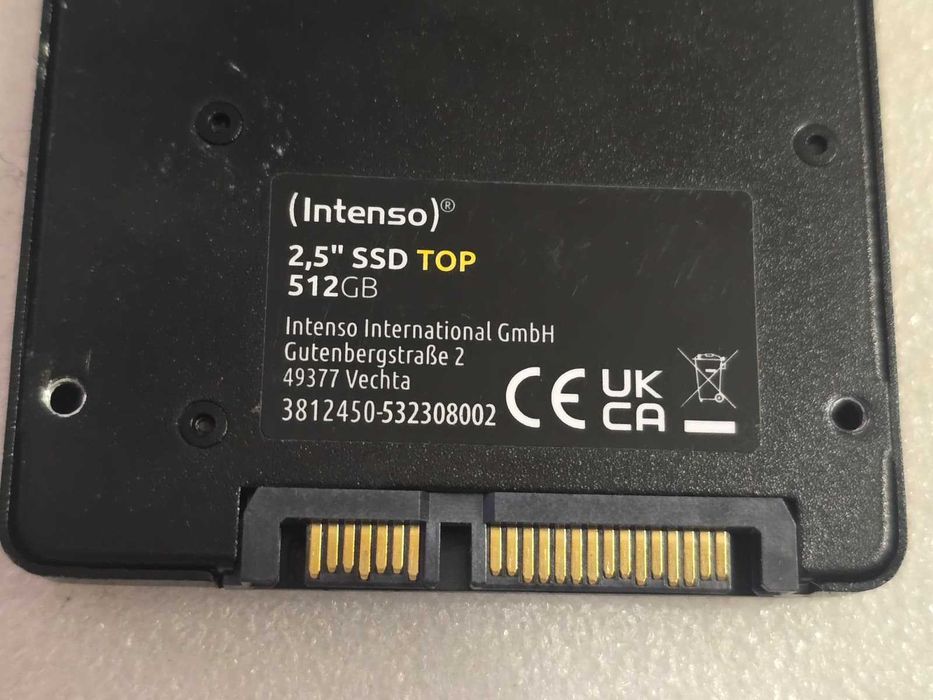 (Intenso)®
2,5" SSD TOP
512GB
Intenso International GmbH
Gutenbergstraße 2
49377 Vechta
3812450-532308002
CE
UK
CA